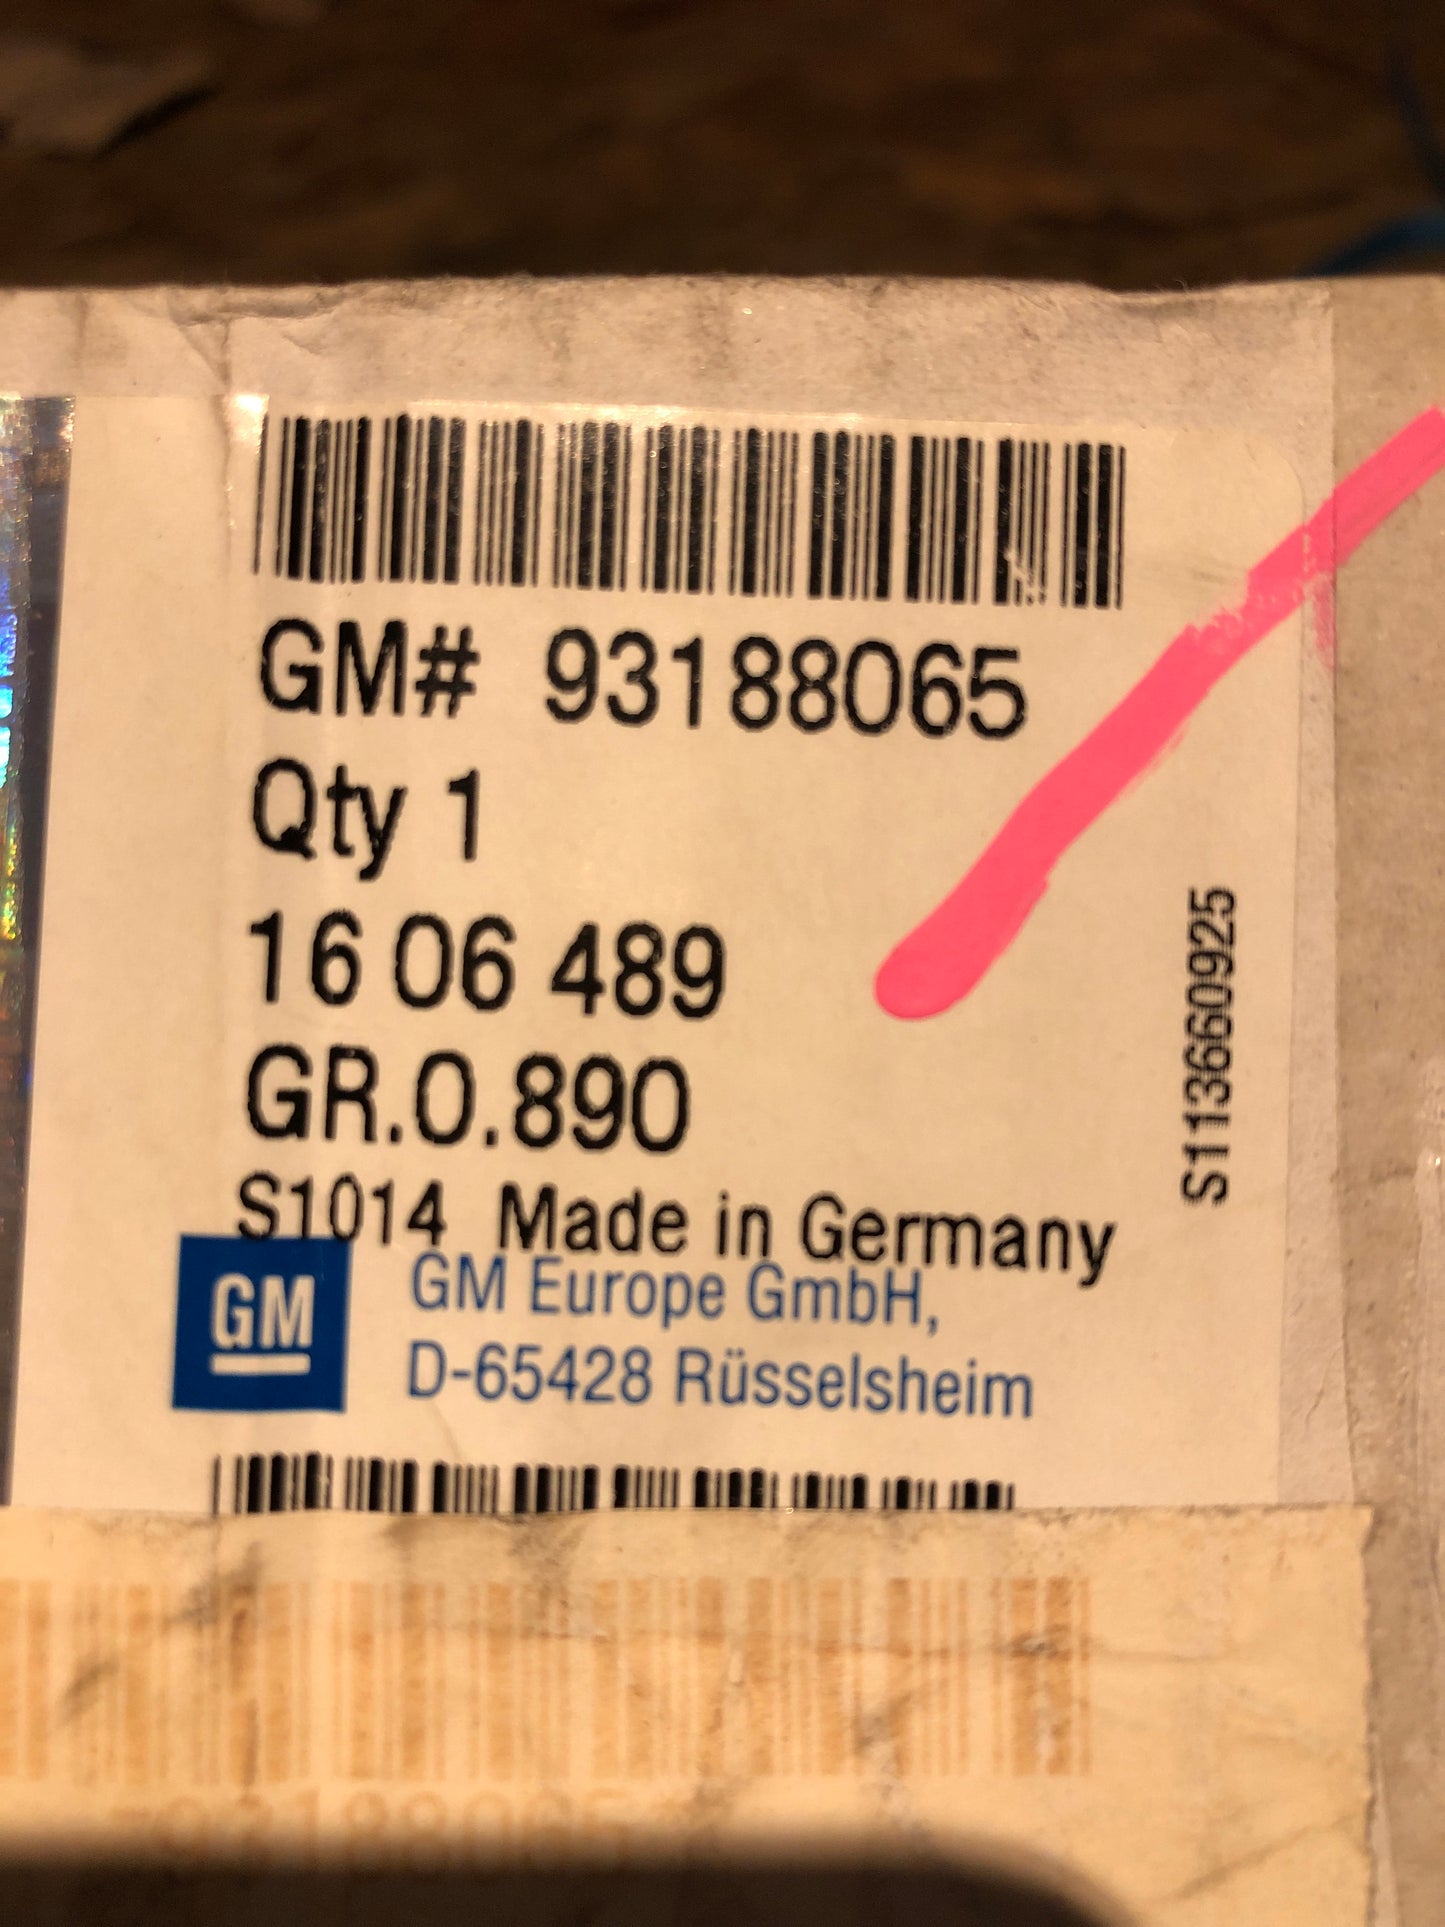 GM# 93188065
Qty 1
16 06 489
GR.0.890
S1014 Made in Germany
GM
GM Europe GmbH,
D-65428 Rüsselsheim
S113660925
*93188065*